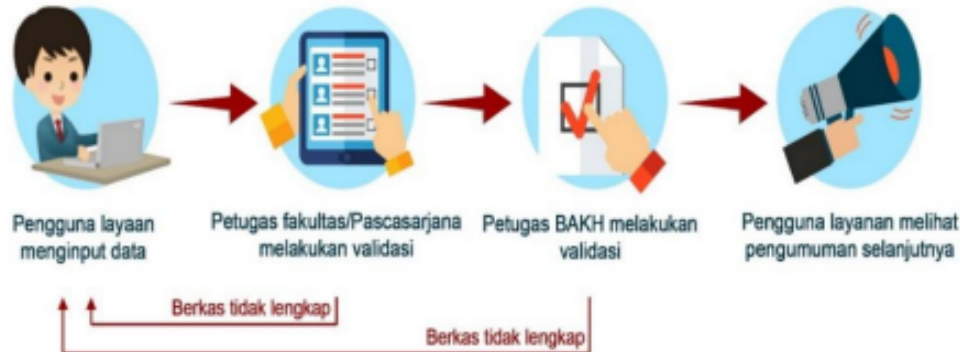 Pengguna layaan
menginput data
Petugas fakultas/Pascasarjana
melakukan validasi
Petugas BAKH melakukan
validasi
Pengguna layanan melihat
pengumuman selanjutnya
Berkas tidak lengkap
Berkas tidak lengkap